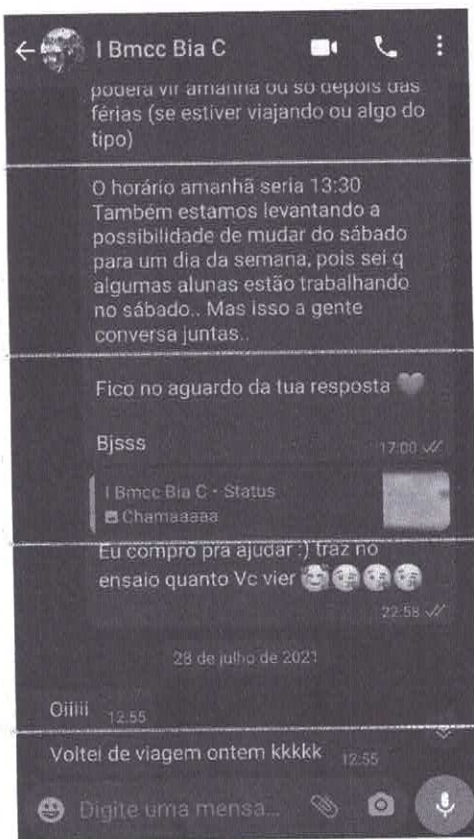 I Bmcc Bia C
poderá vir amanhã ou só depois das
férias (se estiver viajando ou algo do
tipo)
O horário amanhã seria 13:30
Também estamos levantando a
possibilidade de mudar do sábado
para um dia da semana, pois sei q
algumas alunas estão trabalhando
no sábado.. Mas isso a gente
conversa juntas..
Fico no aguardo da tua resposta
Bjsss
17:00
I Bmcc Bia C · Status
Chamaaaaa
Eu compro pra ajudar :) traz no
ensaio quanto Vc vier
22:58
28 de julho de 2021
Oiiiii 12:55
Voltei de viagem ontem kkkkk 12:55
Digite uma mensa...